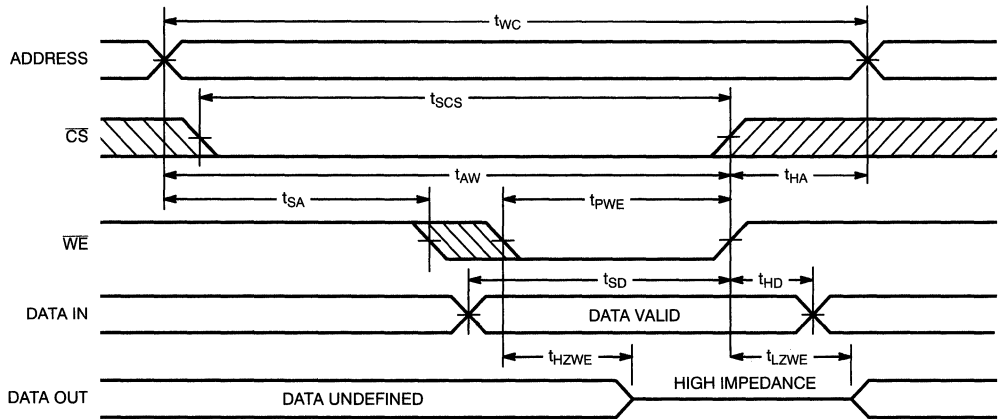 tWC
ADDRESS
tSCS
CS
tAW
tHA
tSA
tPWE
WE
tSD
tHD
DATA IN
DATA VALID
tHZWE
tLZWE
HIGH IMPEDANCE
DATA OUT
DATA UNDEFINED